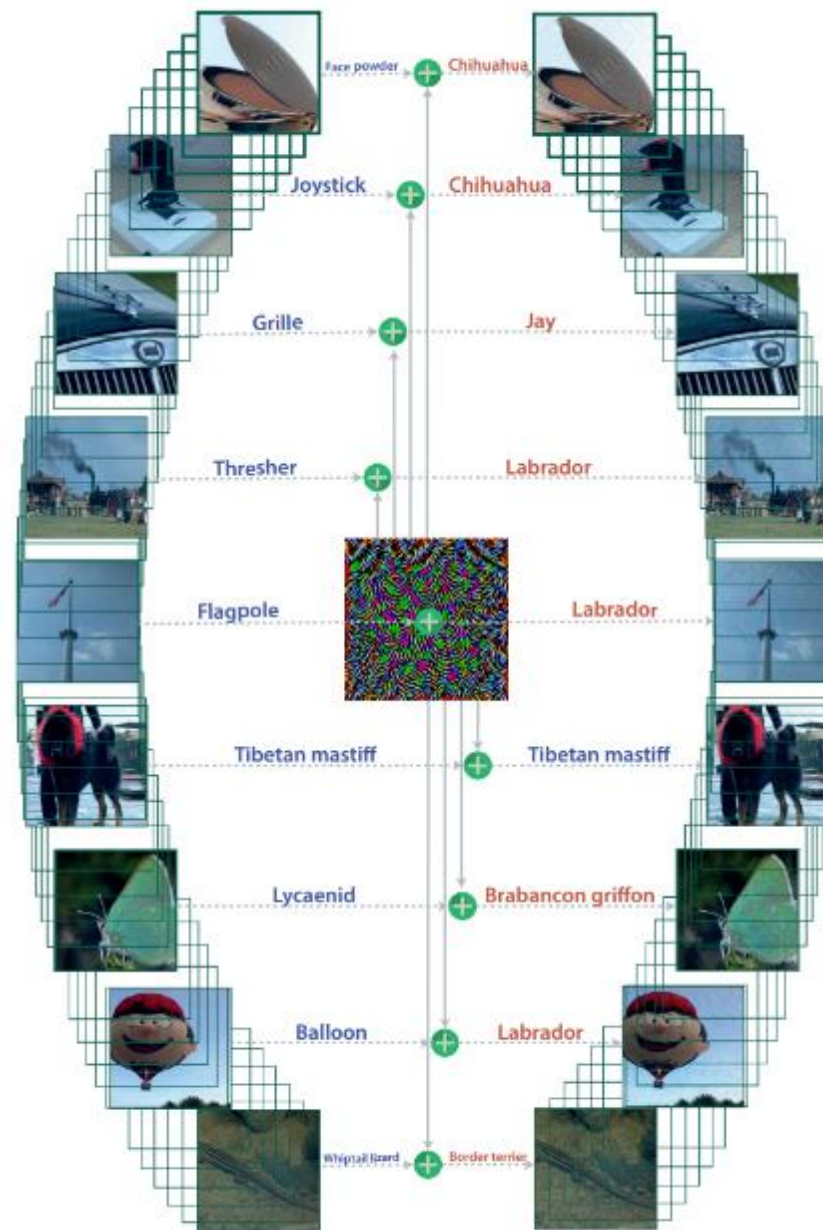 Face powder Chihuahua
Joystick Chihuahua
Grille Jay
Thresher Labrador
Flagpole Labrador
Tibetan mastiff Tibetan mastiff
Lycaenid Brabancon griffon
Balloon Labrador
Whiptail lizard Border terrier